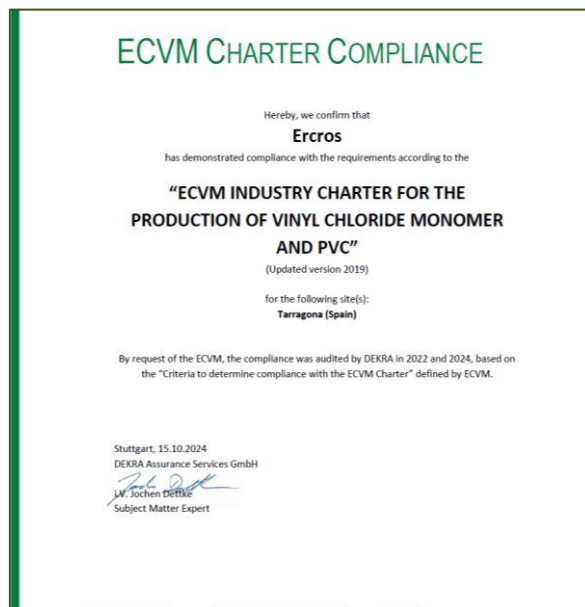 ECVM CHARTER COMPLIANCE
Hereby, we confirm that
Ercros
has demonstrated compliance with the requirements according to the
“ECVM INDUSTRY CHARTER FOR THE
PRODUCTION OF VINYL CHLORIDE MONOMER
AND PVC”
(Updated version 2019)
for the following site(s):
Tarragona (Spain)
By request of the ECVM, the compliance was audited by DEKRA in 2022 and 2024, based on
the “Criteria to determine compliance with the ECVM Charter” defined by ECVM.
Stuttgart, 15.10.2024
DEKRA Assurance Services GmbH
i.V. Jochen Dettke
Subject Matter Expert